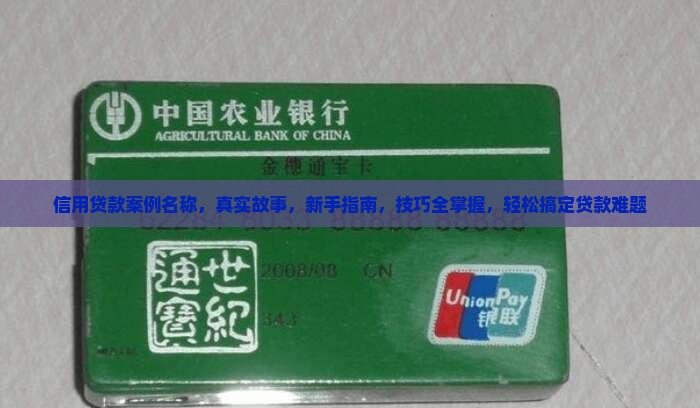 中国农业银行
AGRICULTURAL BANK OF CHINA
金穗通宝卡
信用贷款案例名称，真实故事，新手指南，技巧全掌握，轻松搞定贷款难题
2008/08 CN
世紀
通寶
UnionPay
银联